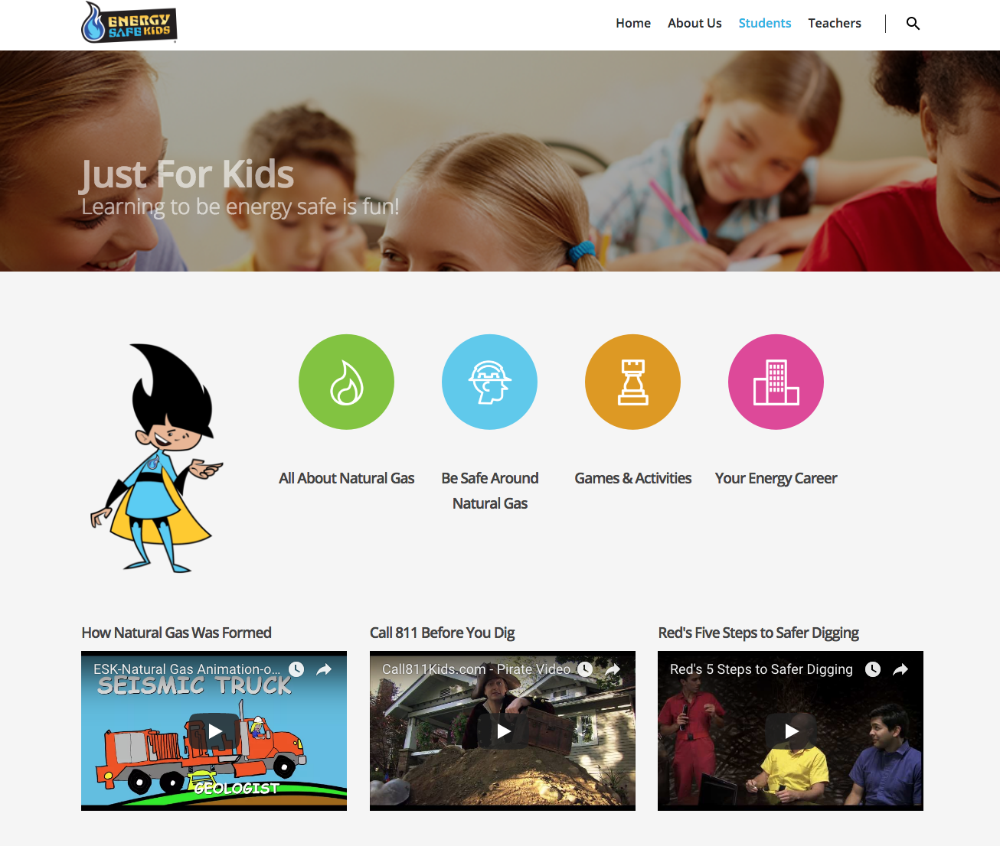 ENERGY
SAFE KIDS
Home About Us Students Teachers
Just For Kids
Learning to be energy safe is fun!
All About Natural Gas
Be Safe Around
Natural Gas
Games & Activities
Your Energy Career
How Natural Gas Was Formed
ESK-Natural Gas Animation-o...
SEISMIC TRUCK
GEOLOGIST
Call 811 Before You Dig
Call811Kids.com - Pirate Video
Red's Five Steps to Safer Digging
Red's 5 Steps to Safer Digging